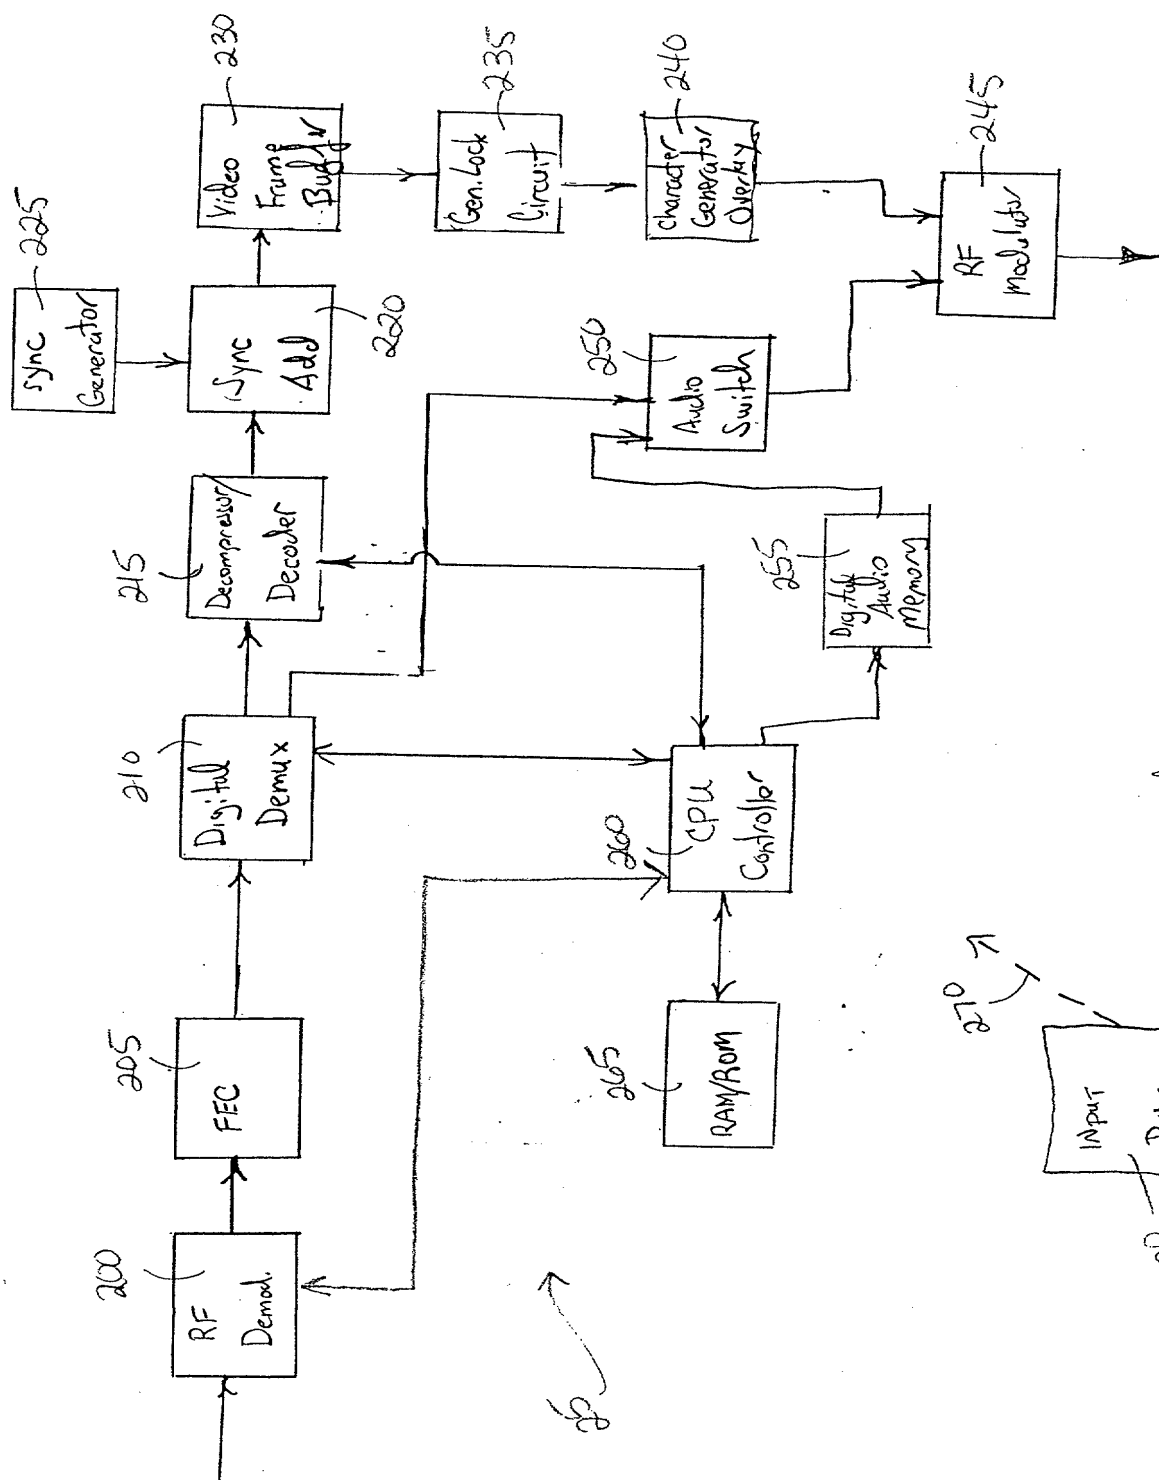 200
RF
Demod.
205
FEC
210
Digital
Demux
215
Decompressor/
Decoder
225
Sync
Generator
Sync
Add
220
230
Video
Frame
Buffer
235
Gen.Lock
Circuit
240
Character
Generator
Overlay
245
RF
Modulator
250
Audio
Switch
255
Digital
Audio
Memory
260
CPU
Controller
265
RAM/ROM
270
Input